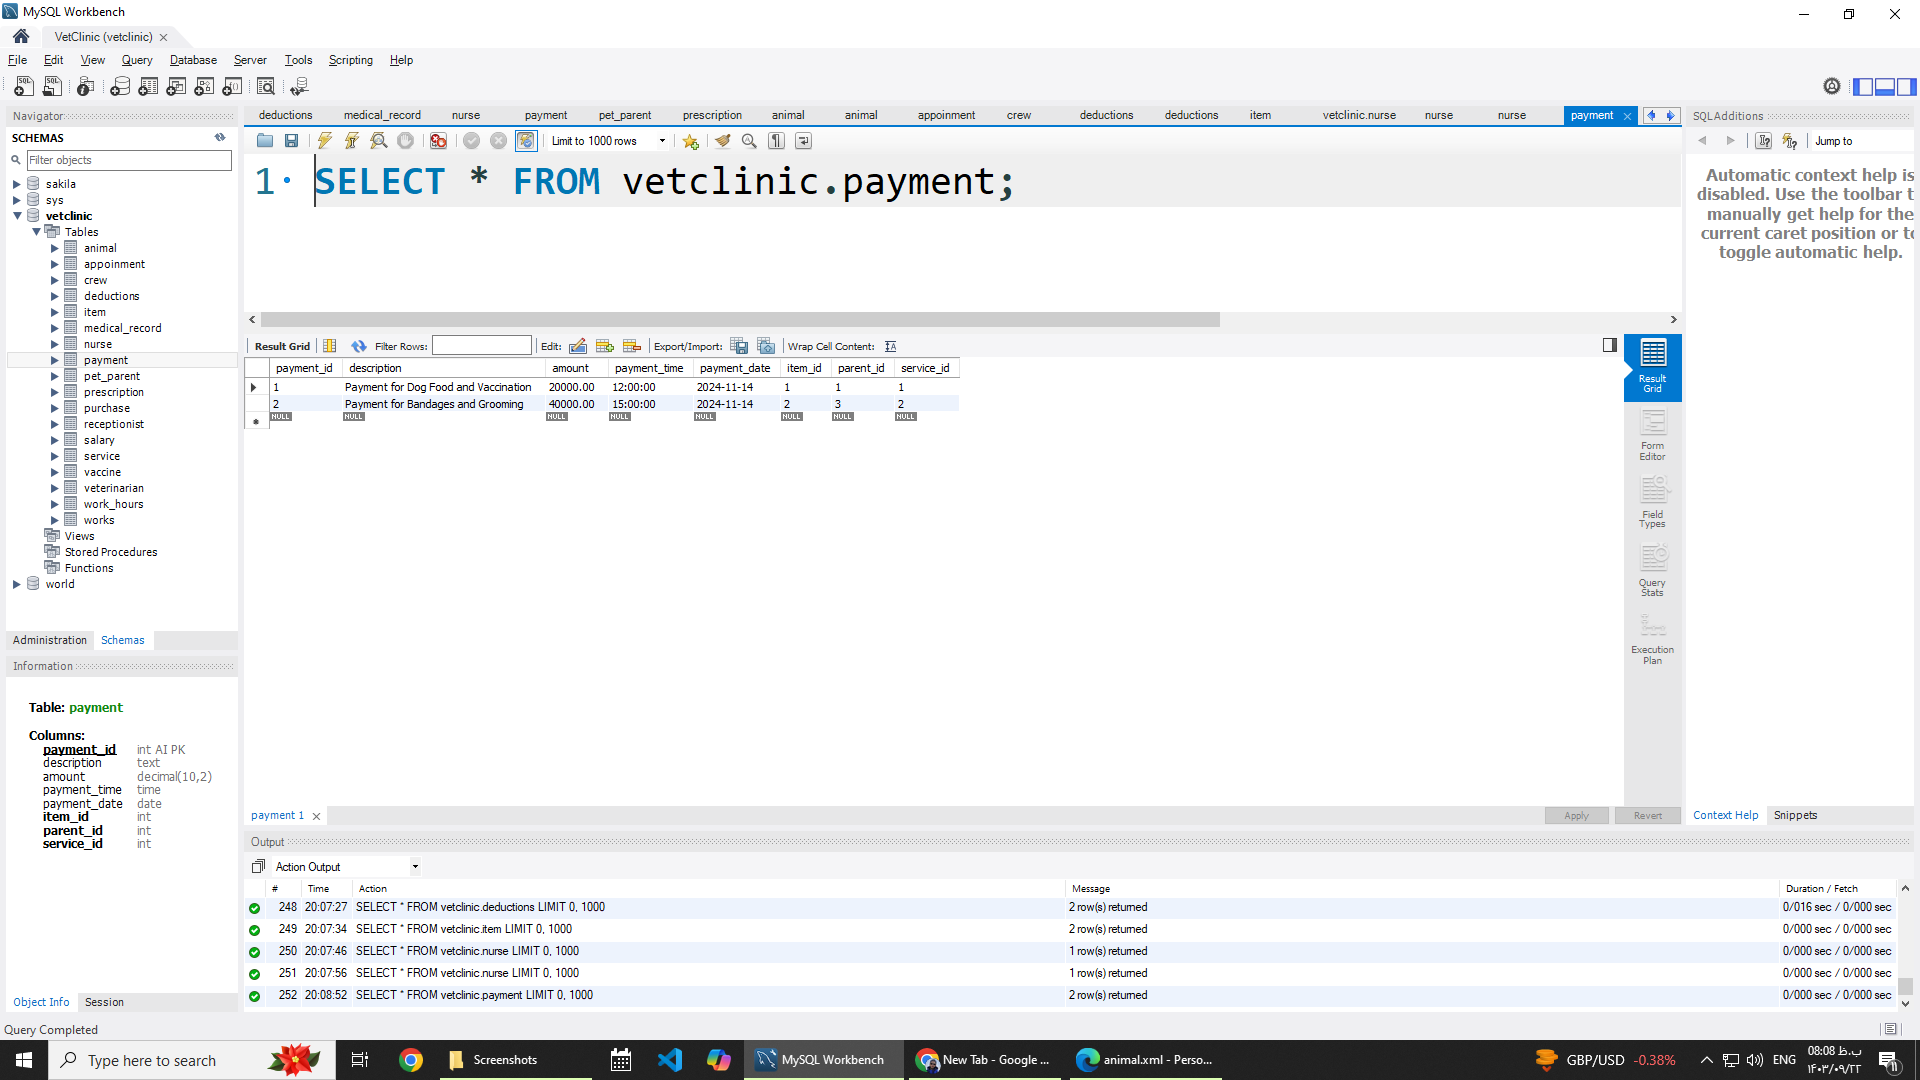 MySQL Workbench
VetClinic (vetclinic)
File Edit View Query Database Server Tools Scripting Help
Navigator
SCHEMAS
Filter objects
sakila
sys
vetclinic
Tables
animal
appoinment
crew
deductions
item
medical_record
nurse
payment
pet_parent
prescription
purchase
receptionist
salary
service
vaccine
veterinarian
work_hours
works
Views
Stored Procedures
Functions
world
Administration Schemas
Information
Table: payment
Columns:
payment_id int AI PK
description text
amount decimal(10,2)
payment_time time
payment_date date
item_id int
parent_id int
service_id int
Object Info Session
deductions medical_record nurse payment pet_parent prescription animal animal appoinment crew deductions deductions item vetclinic.nurse nurse nurse payment
Limit to 1000 rows
1 SELECT * FROM vetclinic.payment;
Result Grid Filter Rows: Edit: Export/Import: Wrap Cell Content:
payment_id description amount payment_time payment_date item_id parent_id service_id
1 Payment for Dog Food and Vaccination 20000.00 12:00:00 2024-11-14 1 1 1
2 Payment for Bandages and Grooming 40000.00 15:00:00 2024-11-14 2 3 2
NULL NULL NULL NULL NULL NULL NULL NULL
Result
Grid
Form
Editor
Field
Types
Query
Stats
Execution
Plan
payment 1
Apply Revert
SQLAdditions
Jump to
Automatic context help is
disabled. Use the toolbar t
manually get help for the
current caret position or to
toggle automatic help.
Context Help Snippets
Output
Action Output
# Time Action Message Duration / Fetch
248 20:07:27 SELECT * FROM vetclinic.deductions LIMIT 0, 1000 2 row(s) returned 0/016 sec / 0/000 sec
249 20:07:34 SELECT * FROM vetclinic.item LIMIT 0, 1000 2 row(s) returned 0/000 sec / 0/000 sec
250 20:07:46 SELECT * FROM vetclinic.nurse LIMIT 0, 1000 1 row(s) returned 0/000 sec / 0/000 sec
251 20:07:56 SELECT * FROM vetclinic.nurse LIMIT 0, 1000 1 row(s) returned 0/000 sec / 0/000 sec
252 20:08:52 SELECT * FROM vetclinic.payment LIMIT 0, 1000 2 row(s) returned 0/000 sec / 0/000 sec
Query Completed
Type here to search
Screenshots
MySQL Workbench
New Tab - Google ...
animal.xml - Perso...
GBP/USD -0.38%
ENG
08:08 ب.ظ
۱۴۰۳/۰۹/۲۲